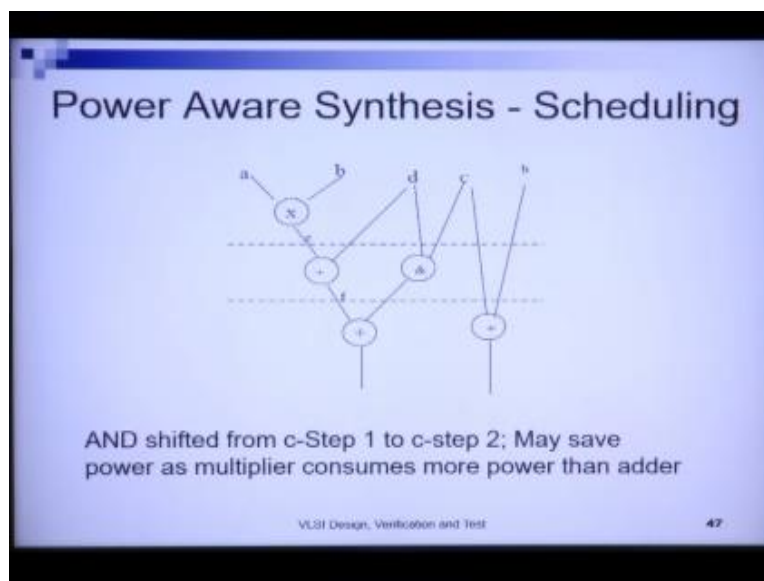 Power Aware Synthesis - Scheduling
a b d c b
x
+ &
f
+ +
AND shifted from c-Step 1 to c-step 2; May save
power as multiplier consumes more power than adder
VLSI Design, Verification and Test 47